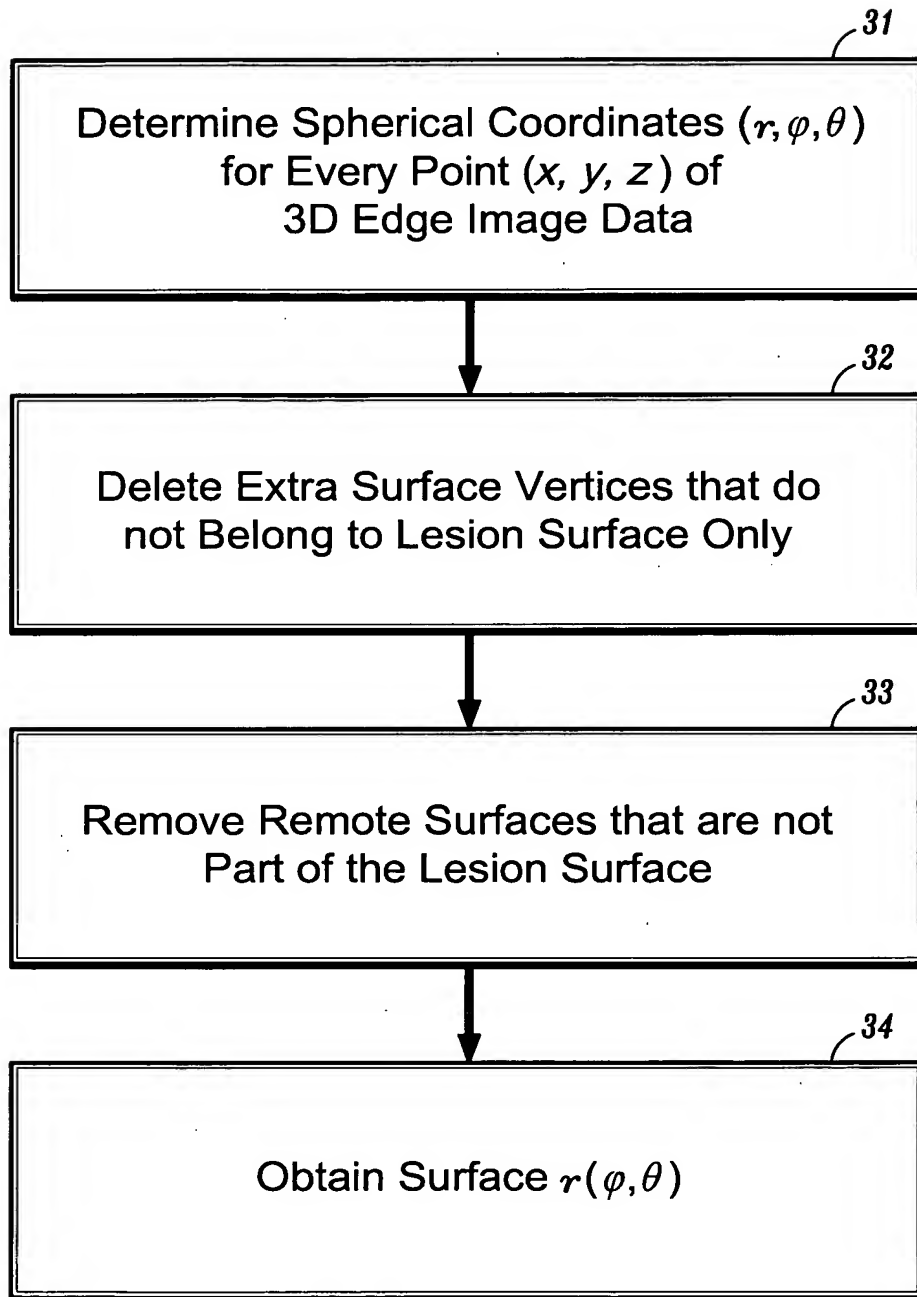 31
Determine Spherical Coordinates (r, φ, θ)
for Every Point (x, y, z) of
3D Edge Image Data
32
Delete Extra Surface Vertices that do
not Belong to Lesion Surface Only
33
Remove Remote Surfaces that are not
Part of the Lesion Surface
34
Obtain Surface r(φ,θ)